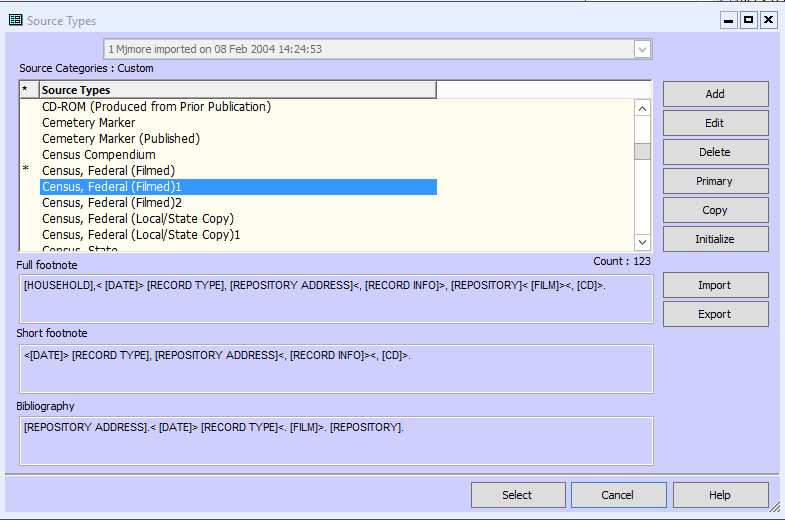 Source Types
1 Mjmore imported on 08 Feb 2004 14:24:53
Source Categories : Custom
* Source Types
CD-ROM (Produced from Prior Publication)
Cemetery Marker
Cemetery Marker (Published)
Census Compendium
* Census, Federal (Filmed)
Census, Federal (Filmed)1
Census, Federal (Filmed)2
Census, Federal (Local/State Copy)
Census, Federal (Local/State Copy)1
Census, State
Add
Edit
Delete
Primary
Copy
Initialize
Count : 123
Full footnote
[HOUSEHOLD],< [DATE]> [RECORD TYPE], [REPOSITORY ADDRESS]<, [RECORD INFO]>, [REPOSITORY]< [FILM]><, [CD]>.
Import
Export
Short footnote
<[DATE]> [RECORD TYPE], [REPOSITORY ADDRESS]<, [RECORD INFO]><, [CD]>.
Bibliography
[REPOSITORY ADDRESS].< [DATE]> [RECORD TYPE]<. [FILM]>. [REPOSITORY].
Select
Cancel
Help